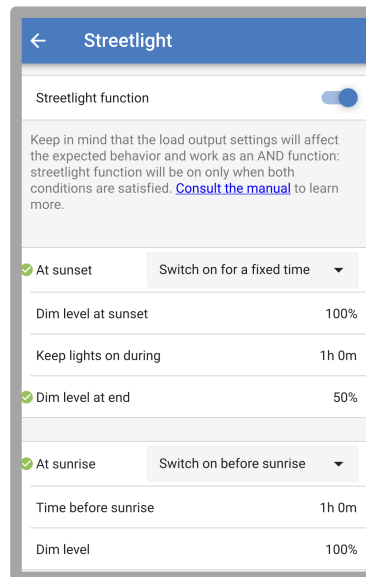 Streetlight
Streetlight function
Keep in mind that the load output settings will affect
the expected behavior and work as an AND function:
streetlight function will be on only when both
conditions are satisfied. Consult the manual to learn
more.
At sunset Switch on for a fixed time
Dim level at sunset 100%
Keep lights on during 1h 0m
Dim level at end 50%
At sunrise Switch on before sunrise
Time before sunrise 1h 0m
Dim level 100%